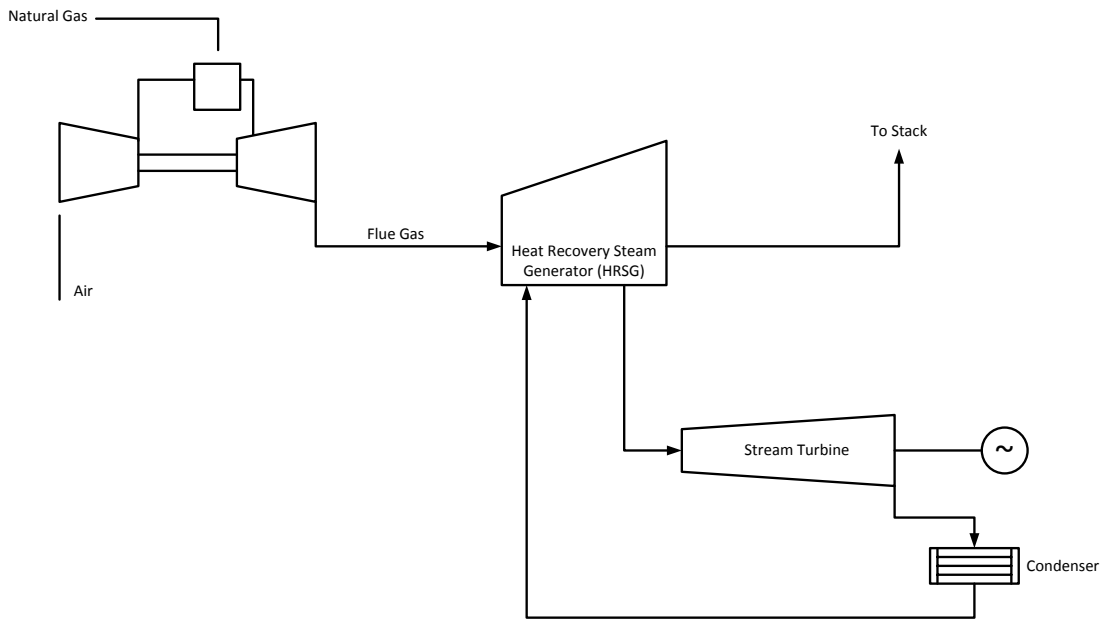 Natural Gas
To Stack
Flue Gas
Heat Recovery Steam
Generator (HRSG)
Air
Stream Turbine
~
Condenser